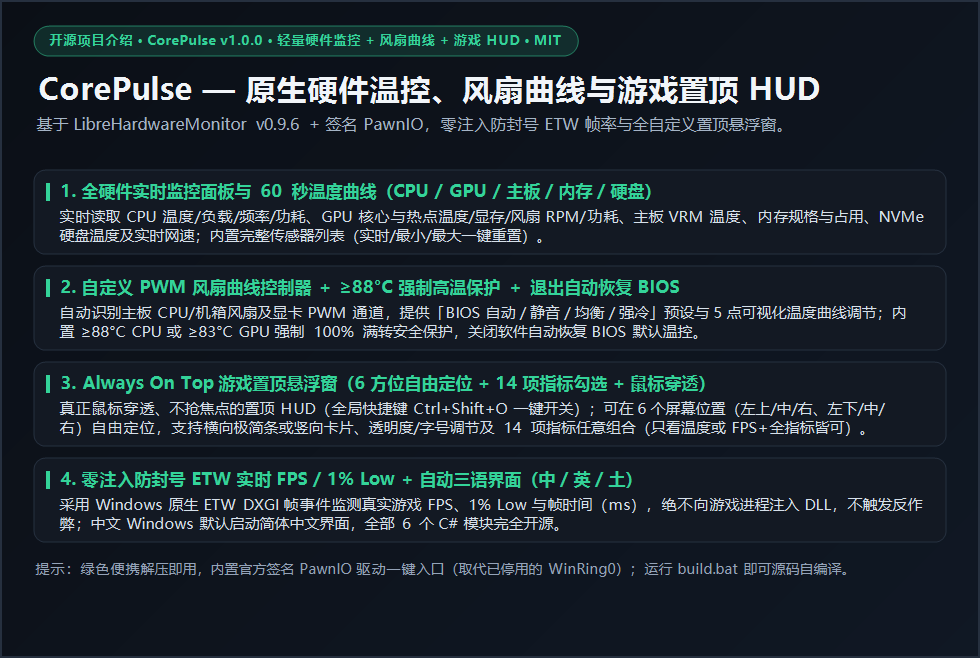 开源项目介绍 • CorePulse v1.0.0 • 轻量硬件监控 + 风扇曲线 + 游戏 HUD • MIT
CorePulse — 原生硬件温控、风扇曲线与游戏置顶 HUD
基于 LibreHardwareMonitor v0.9.6 + 签名 PawnIO，零注入防封号 ETW 帧率与全自定义置顶悬浮窗。
1. 全硬件实时监控面板与 60 秒温度曲线（CPU / GPU / 主板 / 内存 / 硬盘）
实时读取 CPU 温度/负载/频率/功耗、GPU 核心与热点温度/显存/风扇 RPM/功耗、主板 VRM 温度、内存规格与占用、NVMe
硬盘温度及实时网速；内置完整传感器列表（实时/最小/最大一键重置）。
2. 自定义 PWM 风扇曲线控制器 + ≥88°C 强制高温保护 + 退出自动恢复 BIOS
自动识别主板 CPU/机箱风扇及显卡 PWM 通道，提供「BIOS 自动 / 静音 / 均衡 / 强冷」预设与 5 点可视化温度曲线调节；内
置 ≥88°C CPU 或 ≥83°C GPU 强制 100% 满转安全保护，关闭软件自动恢复 BIOS 默认温控。
3. Always On Top 游戏置顶悬浮窗（6 方位自由定位 + 14 项指标勾选 + 鼠标穿透）
真正鼠标穿透、不抢焦点的置顶 HUD（全局快捷键 Ctrl+Shift+O 一键开关）；可在 6 个屏幕位置（左上/中/右、左下/中/
右）自由定位，支持横向极简条或竖向卡片、透明度/字号调节及 14 项指标任意组合（只看温度或 FPS+全指标皆可）。
4. 零注入防封号 ETW 实时 FPS / 1% Low + 自动三语界面（中 / 英 / 土）
采用 Windows 原生 ETW DXGI 帧事件监测真实游戏 FPS、1% Low 与帧时间（ms），绝不向游戏进程注入 DLL，不触发反作
弊；中文 Windows 默认启动简体中文界面，全部 6 个 C# 模块完全开源。
提示：绿色便携解压即用，内置官方签名 PawnIO 驱动一键入口（取代已停用的 WinRing0）；运行 build.bat 即可源码自编译。